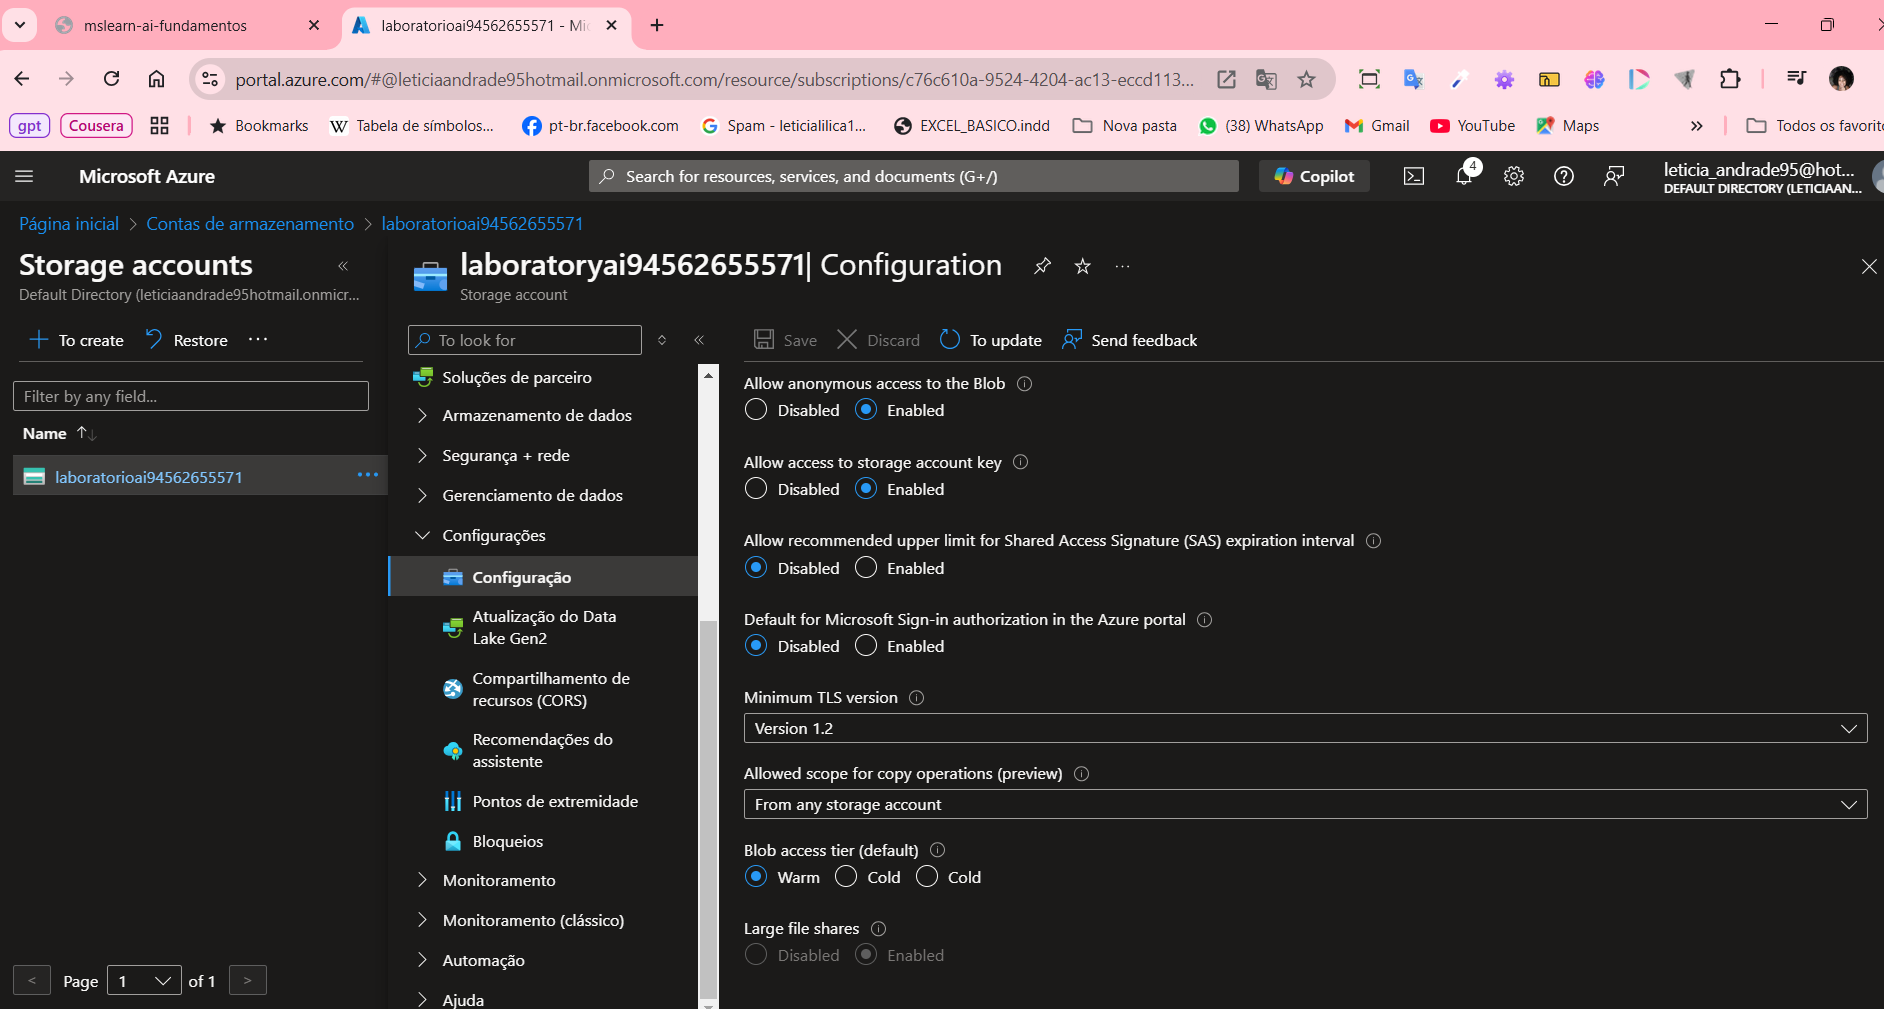 mslearn-ai-fundamentos
laboratorioai94562655571 - Mi
portal.azure.com/#@leticiaandrade95hotmail.onmicrosoft.com/resource/subscriptions/c76c610a-9524-4204-ac13-eccd113...
gpt
Cousera
Bookmarks
Tabela de símbolos...
pt-br.facebook.com
Spam - leticialilica1...
EXCEL_BASICO.indd
Nova pasta
(38) WhatsApp
Gmail
YouTube
Maps
»
Todos os favorit
Microsoft Azure
Search for resources, services, and documents (G+/)
Copilot
4
leticia_andrade95@hot...
DEFAULT DIRECTORY (LETICIAAN...
Página inicial > Contas de armazenamento > laboratorioai94562655571
Storage accounts
Default Directory (leticiaandrade95hotmail.onmicr...
To create
Restore
...
Filter by any field...
Name
laboratorioai94562655571
...
< Page 1 of 1 >
laboratoryai94562655571| Configuration
Storage account
To look for
Soluções de parceiro
Armazenamento de dados
Segurança + rede
Gerenciamento de dados
Configurações
Configuração
Atualização do Data
Lake Gen2
Compartilhamento de
recursos (CORS)
Recomendações do
assistente
Pontos de extremidade
Bloqueios
Monitoramento
Monitoramento (clássico)
Automação
Ajuda
Save
Discard
To update
Send feedback
Allow anonymous access to the Blob
Disabled Enabled
Allow access to storage account key
Disabled Enabled
Allow recommended upper limit for Shared Access Signature (SAS) expiration interval
Disabled Enabled
Default for Microsoft Sign-in authorization in the Azure portal
Disabled Enabled
Minimum TLS version
Version 1.2
Allowed scope for copy operations (preview)
From any storage account
Blob access tier (default)
Warm Cold Cold
Large file shares
Disabled Enabled